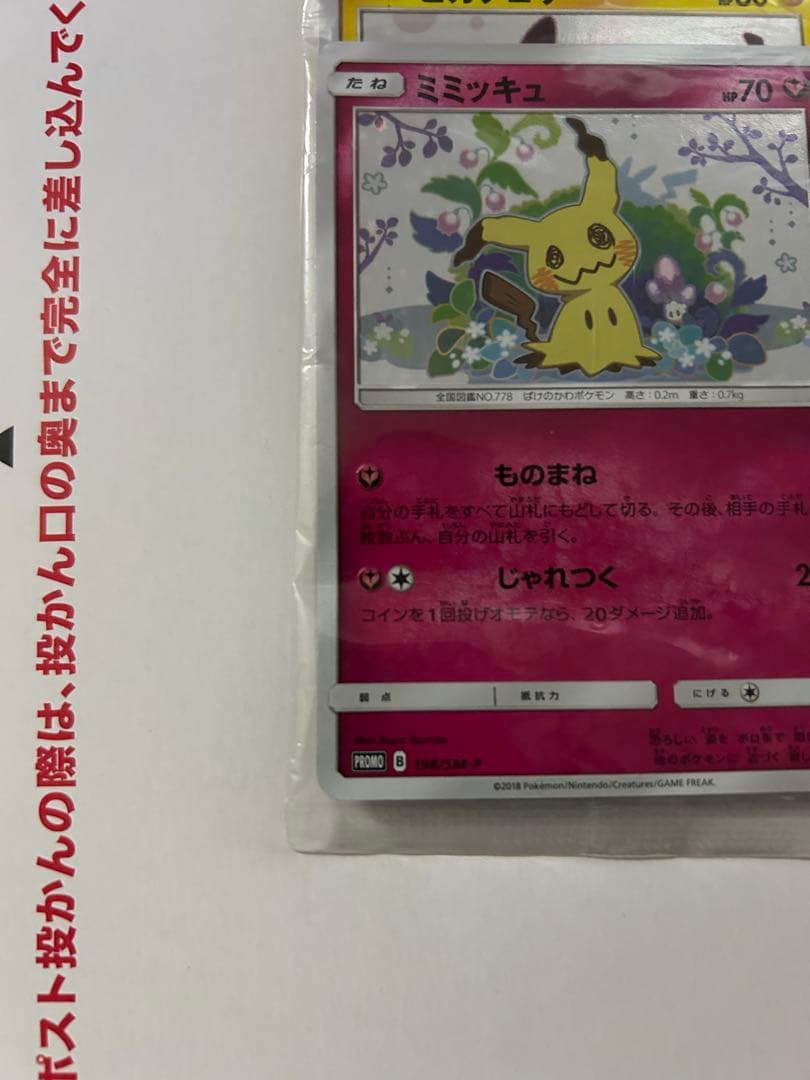 ポスト投かんの際は、投かん口の奥まで完全に差し込んでく
たね
ミミッキュ
HP70
全国図鑑NO.778 ばけのかわポケモン 高さ:0.2m 重さ:0.7kg
ものまね
自分の手札をすべて山札にもどして切る。その後、相手の手札
枚数ぶん、自分の山札を引く。
じゃれつく
2
コインを1回投げオモテなら、20ダメージ追加。
弱点
抵抗力
にげる
PROMO B 198/SM-P
©2018 Pokémon/Nintendo/Creatures/GAME FREAK.